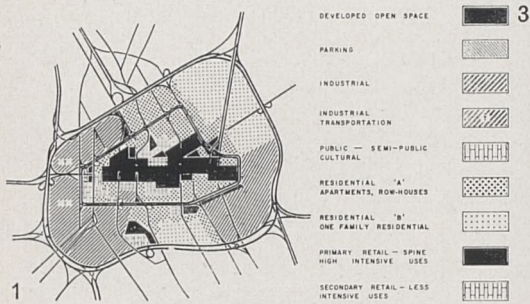 DEVELOPED OPEN SPACE
3
PARKING
INDUSTRIAL
INDUSTRIAL
TRANSPORTATION
PUBLIC — SEMI-PUBLIC
CULTURAL
RESIDENTIAL 'A'
APARTMENTS, ROW-HOUSES
RESIDENTIAL 'B'
ONE FAMILY RESIDENTIAL
PRIMARY RETAIL — SPINE
HIGH INTENSIVE USES
SECONDARY RETAIL — LESS
INTENSIVE USES
1